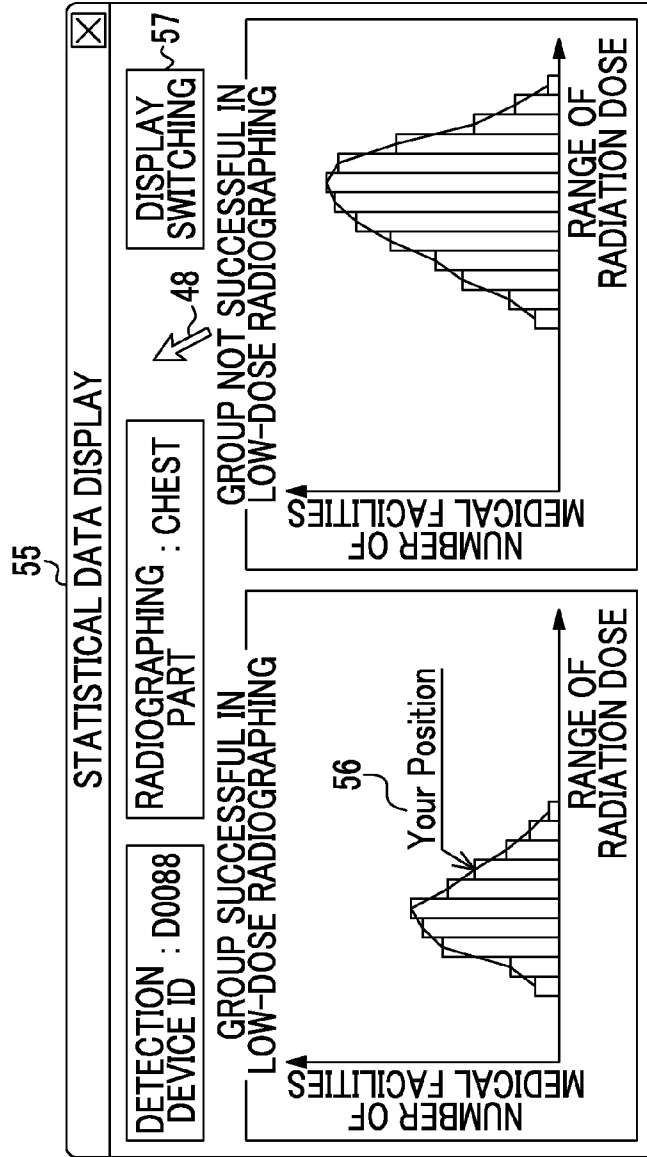 55
STATISTICAL DATA DISPLAY
DETECTION
DEVICE ID : D0088
RADIOGRAPHING
PART : CHEST
48
DISPLAY
SWITCHING
57
GROUP SUCCESSFUL IN
LOW-DOSE RADIOGRAPHING
NUMBER OF
MEDICAL FACILITIES
56
Your Position
RANGE OF
RADIATION DOSE
GROUP NOT SUCCESSFUL IN
LOW-DOSE RADIOGRAPHING
NUMBER OF
MEDICAL FACILITIES
RANGE OF
RADIATION DOSE